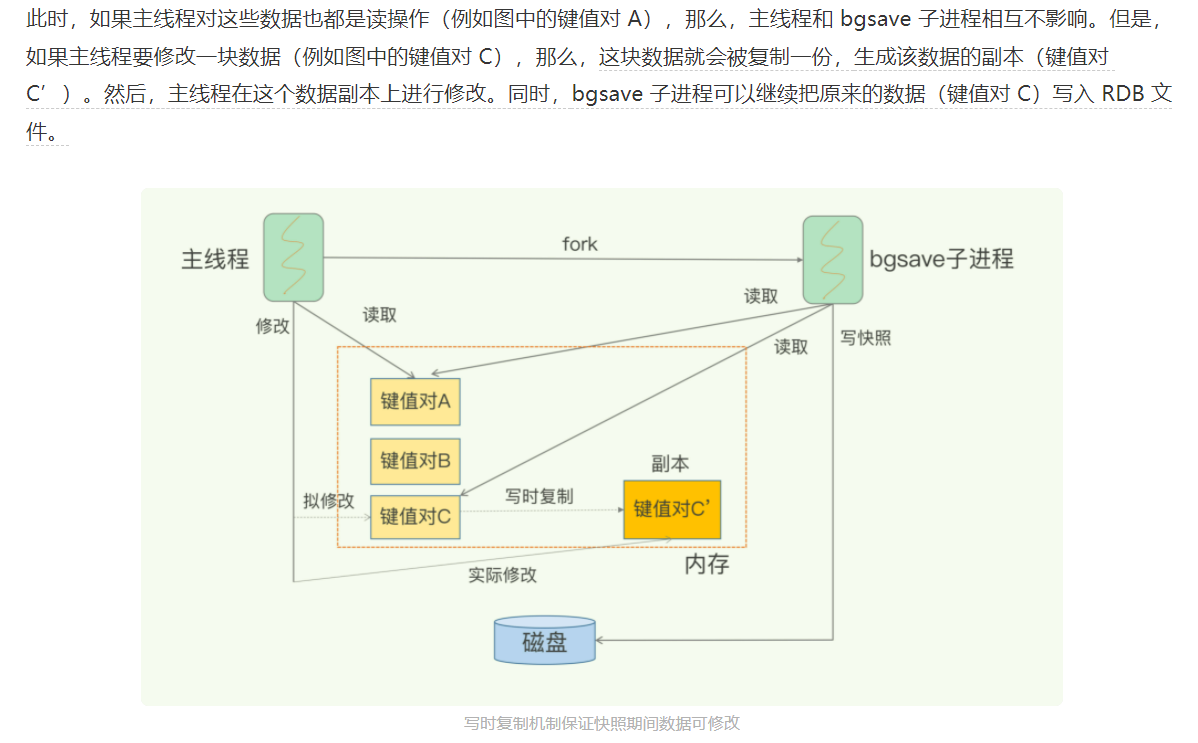 此时，如果主线程对这些数据也都是读操作（例如图中的键值对 A），那么，主线程和 bgsave 子进程相互不影响。但是，
如果主线程要修改一块数据（例如图中的键值对 C），那么，这块数据就会被复制一份，生成该数据的副本（键值对
C’）。然后，主线程在这个数据副本上进行修改。同时，bgsave 子进程可以继续把原来的数据（键值对 C）写入 RDB 文
件。
fork
主线程
bgsave子进程
读取
读取
修改
写快照
读取
键值对A
键值对B
副本
拟修改
写时复制
键值对C
键值对C’
内存
实际修改
磁盘
写时复制机制保证快照期间数据可修改